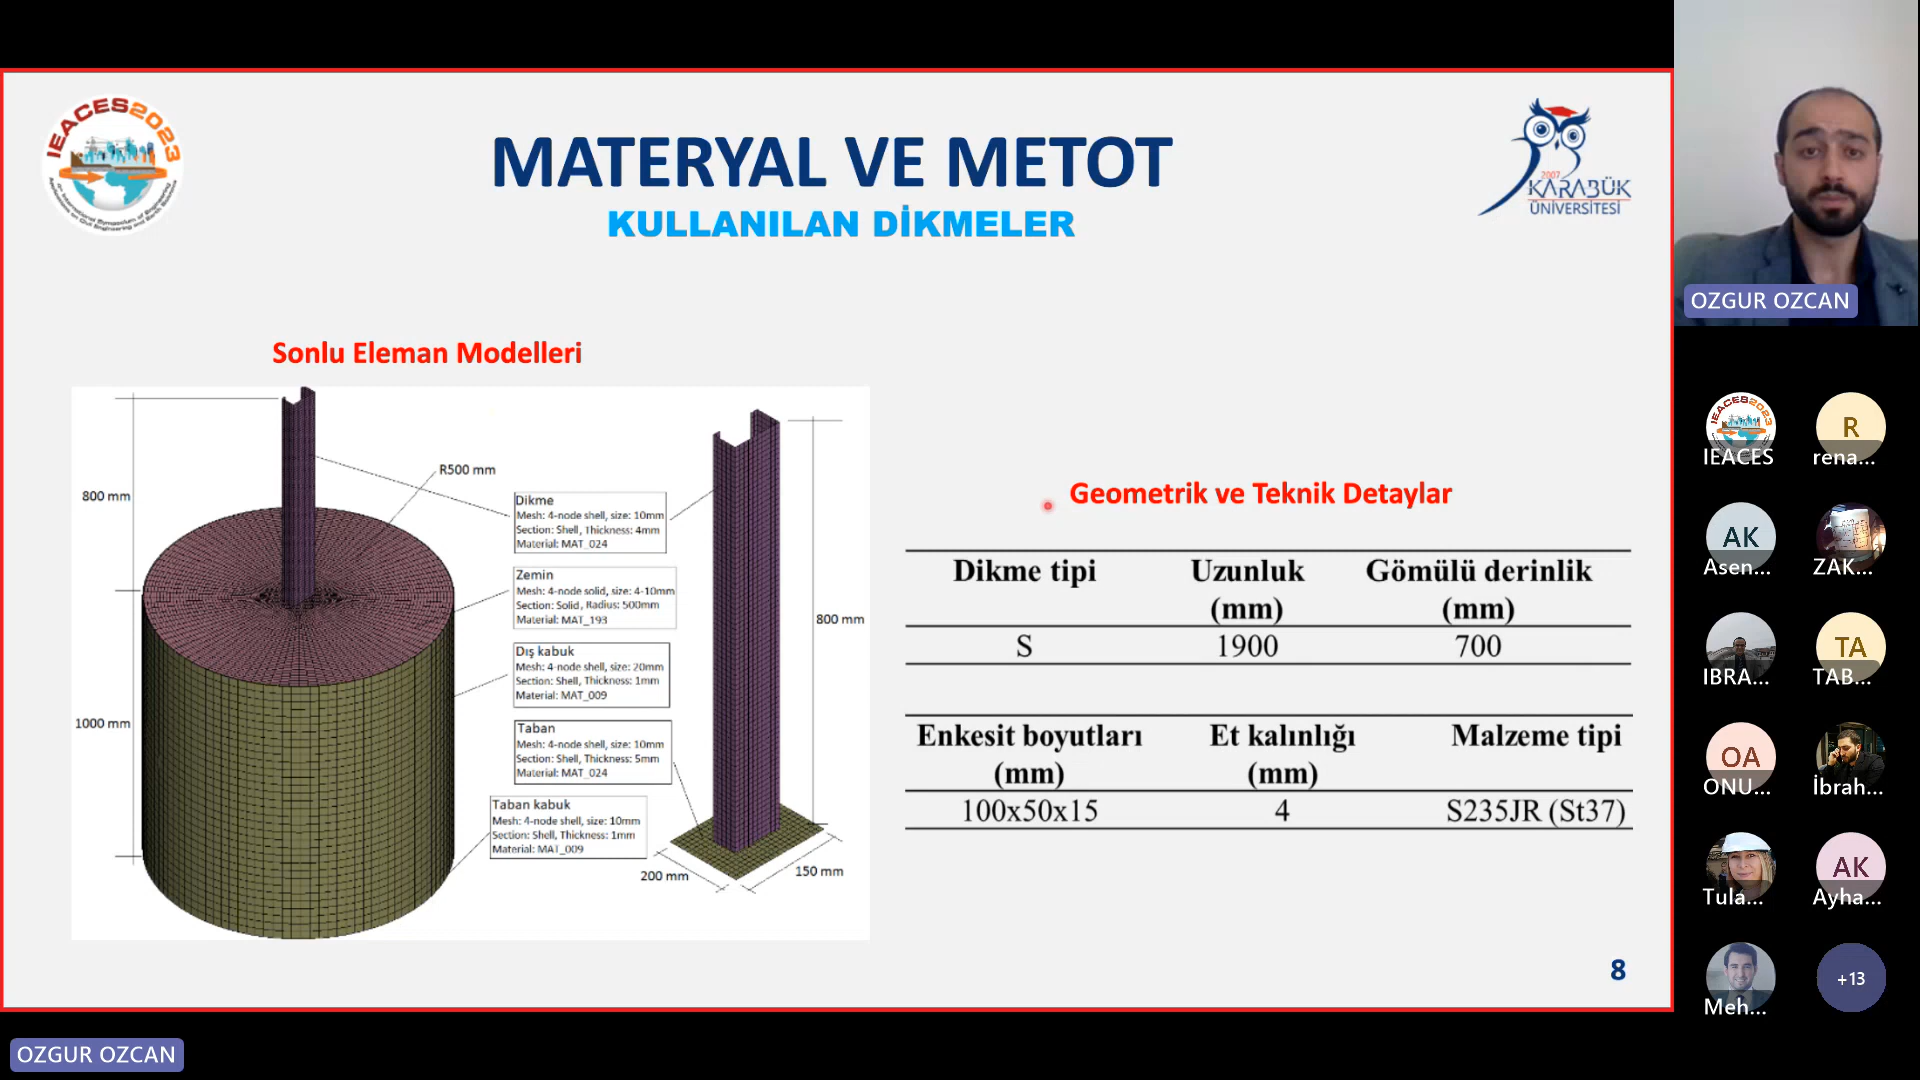 IEACES2023
MATERYAL VE METOT
KULLANILAN DİKMELER
2007
KARABÜK
ÜNİVERSİTESİ
Sonlu Eleman Modelleri
800 mm
1000 mm
R500 mm
Dikme
Mesh: 4-node shell, size: 10mm
Section: Shell, Thickness: 4mm
Material: MAT_024
Zemin
Mesh: 4-node solid, size: 4-10mm
Section: Solid, Radius: 500mm
Material: MAT_193
Dış kabuk
Mesh: 4-node shell, size: 20mm
Section: Shell, Thickness: 1mm
Material: MAT_009
Taban
Mesh: 4-node shell, size: 10mm
Section: Shell, Thickness: 5mm
Material: MAT_024
Taban kabuk
Mesh: 4-node shell, size: 10mm
Section: Shell, Thickness: 1mm
Material: MAT_009
800 mm
200 mm
150 mm
Geometrik ve Teknik Detaylar
Dikme tipi Uzunluk (mm) Gömülü derinlik (mm)
S 1900 700
Enkesit boyutları (mm) Et kalınlığı (mm) Malzeme tipi
100x50x15 4 S235JR (St37)
8
OZGUR OZCAN
OZGUR OZCAN
IEACES2023
IEACES
R
rena...
AK
Asen...
ZAK...
IBRA...
TA
TAB...
OA
ONU...
İbrah...
Tula...
AK
Ayha...
Meh...
+13